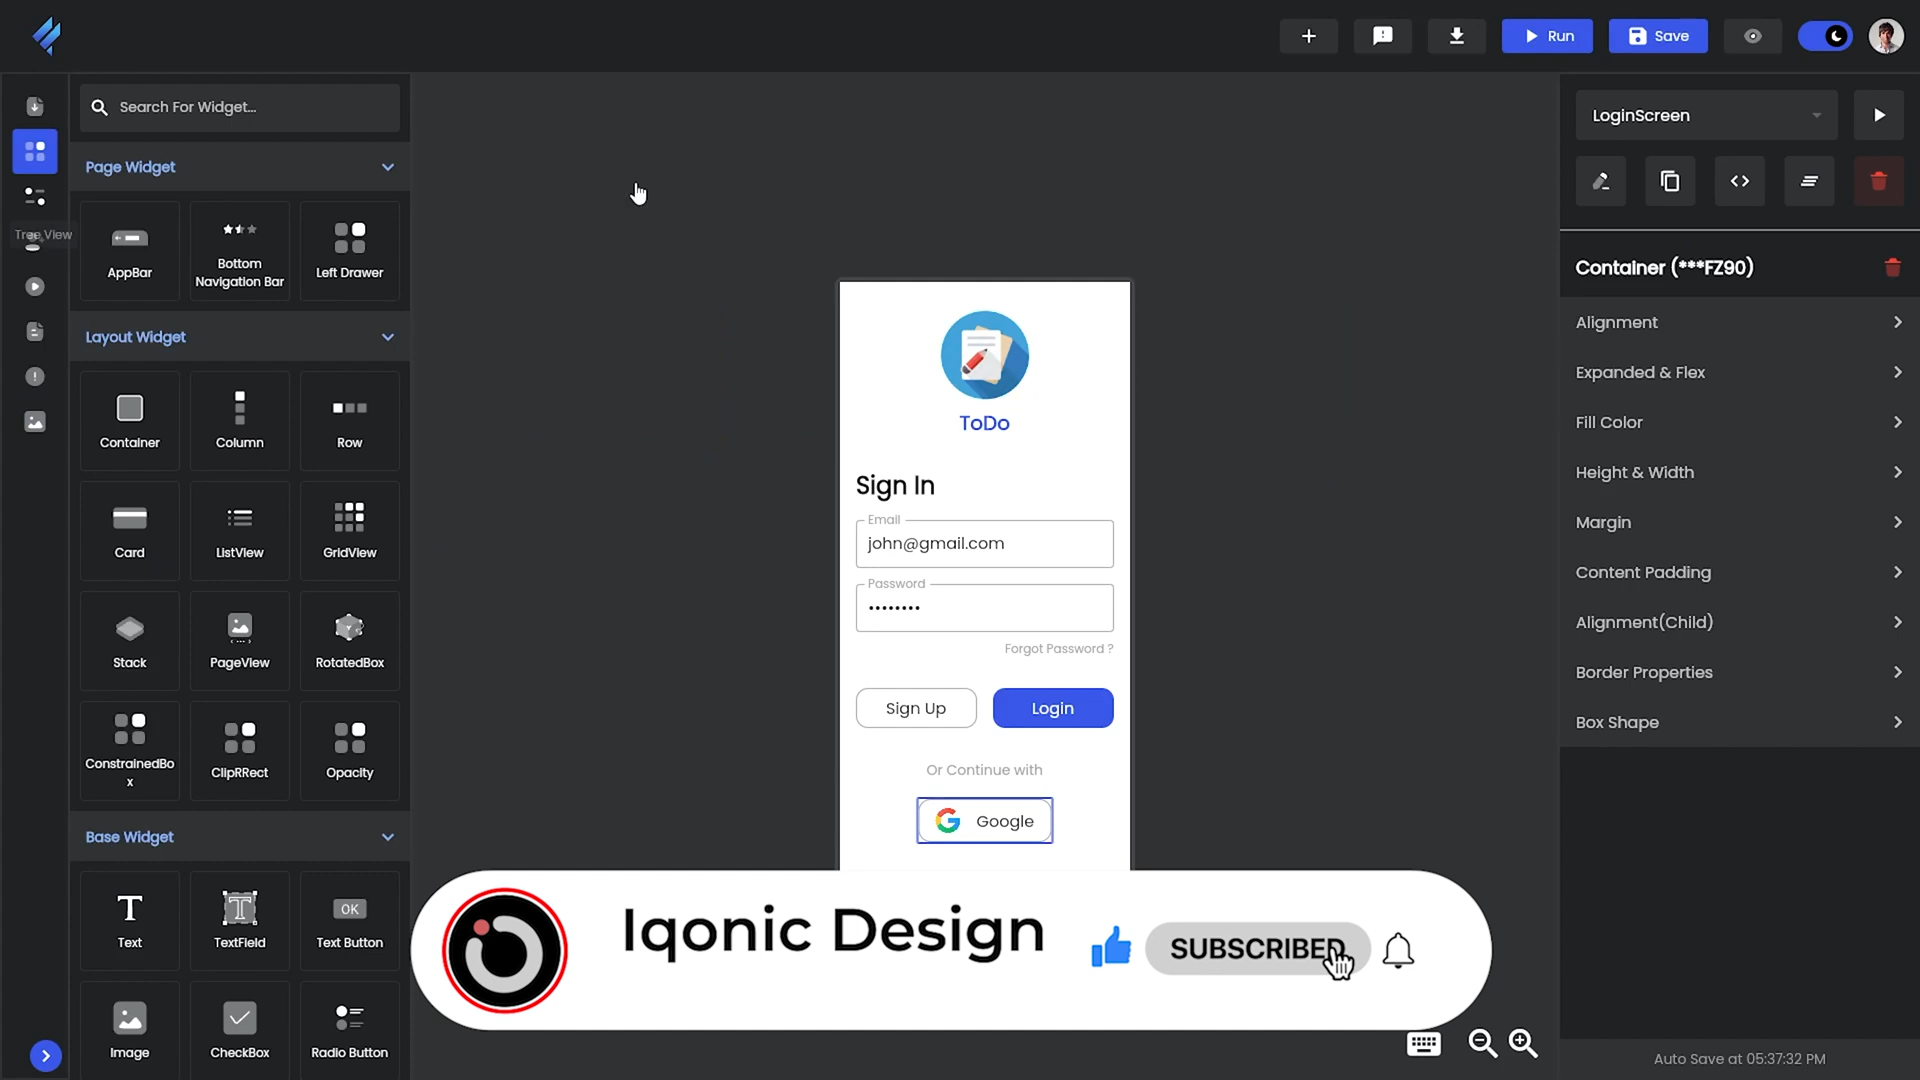 Run
Save
Search For Widget...
Page Widget
AppBar
Bottom
Navigation Bar
Left Drawer
Tree View
Layout Widget
Container
Column
Row
Card
ListView
GridView
Stack
PageView
RotatedBox
ConstrainedBo
x
ClipRRect
Opacity
Base Widget
T
Text
T
TextField
OK
Text Button
Image
CheckBox
Radio Button
ToDo
Sign In
Email
john@gmail.com
Password
••••••••
Forgot Password ?
Sign Up
Login
Or Continue with
Google
Iqonic Design
SUBSCRIBED
LoginScreen
Container (***FZ90)
Alignment
Expanded & Flex
Fill Color
Height & Width
Margin
Content Padding
Alignment(Child)
Border Properties
Box Shape
Auto Save at 05:37:32 PM